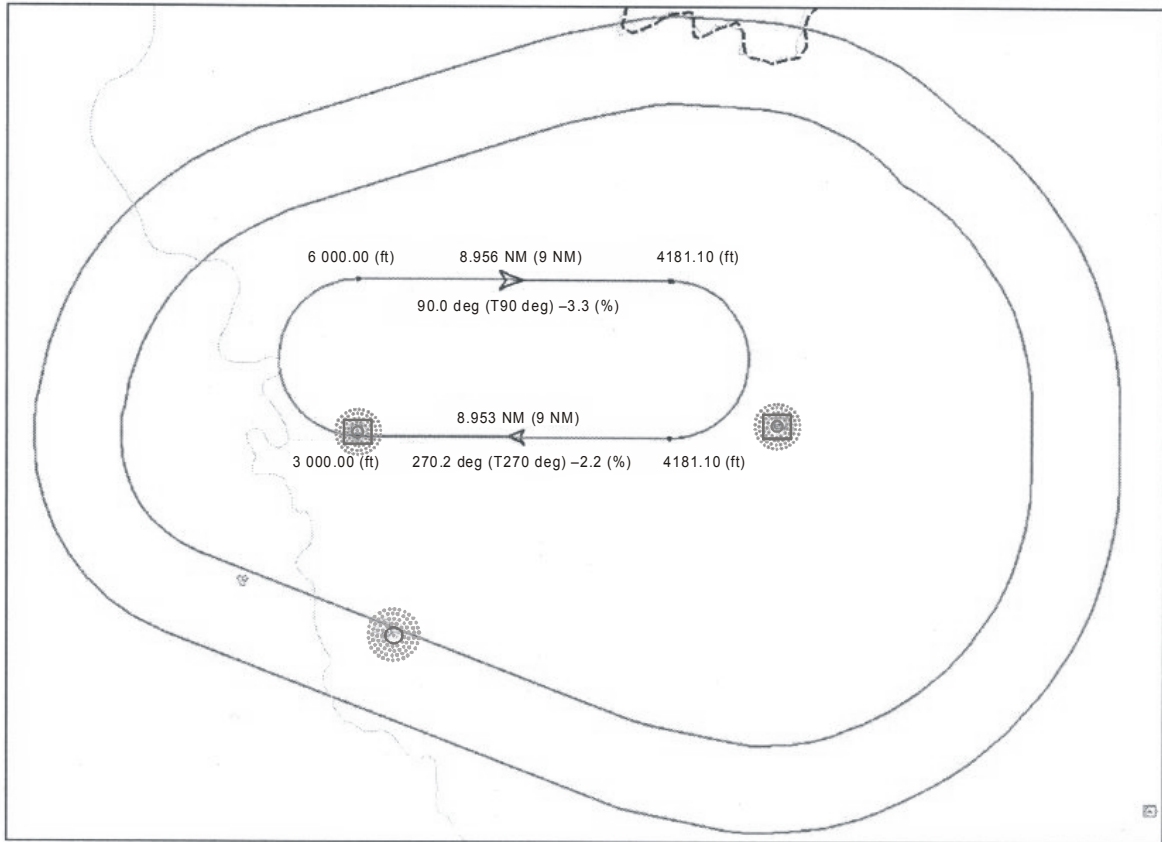 6 000.00 (ft) 8.956 NM (9 NM) 4181.10 (ft)
90.0 deg (T90 deg) –3.3 (%)
8.953 NM (9 NM)
3 000.00 (ft) 270.2 deg (T270 deg) –2.2 (%) 4181.10 (ft)